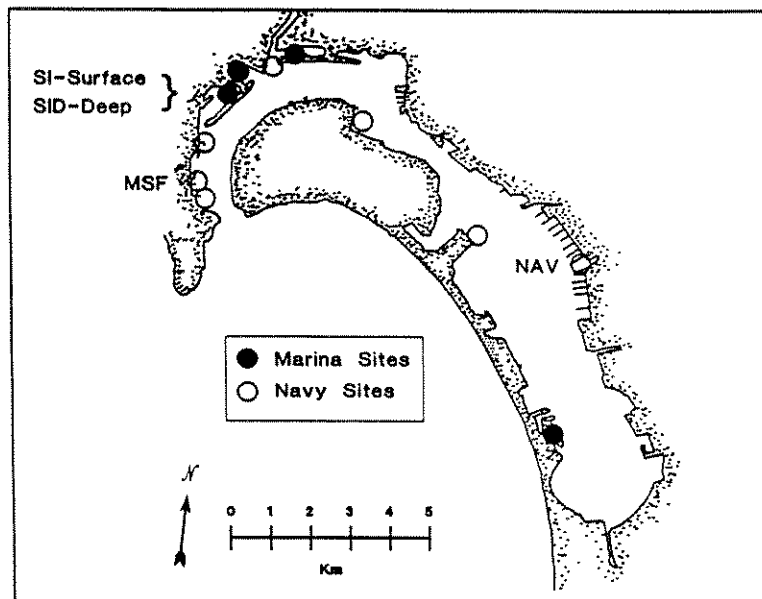 SI-Surface
SID-Deep
MSF
NAV
Marina Sites
Navy Sites
N
0 1 2 3 4 5
Km